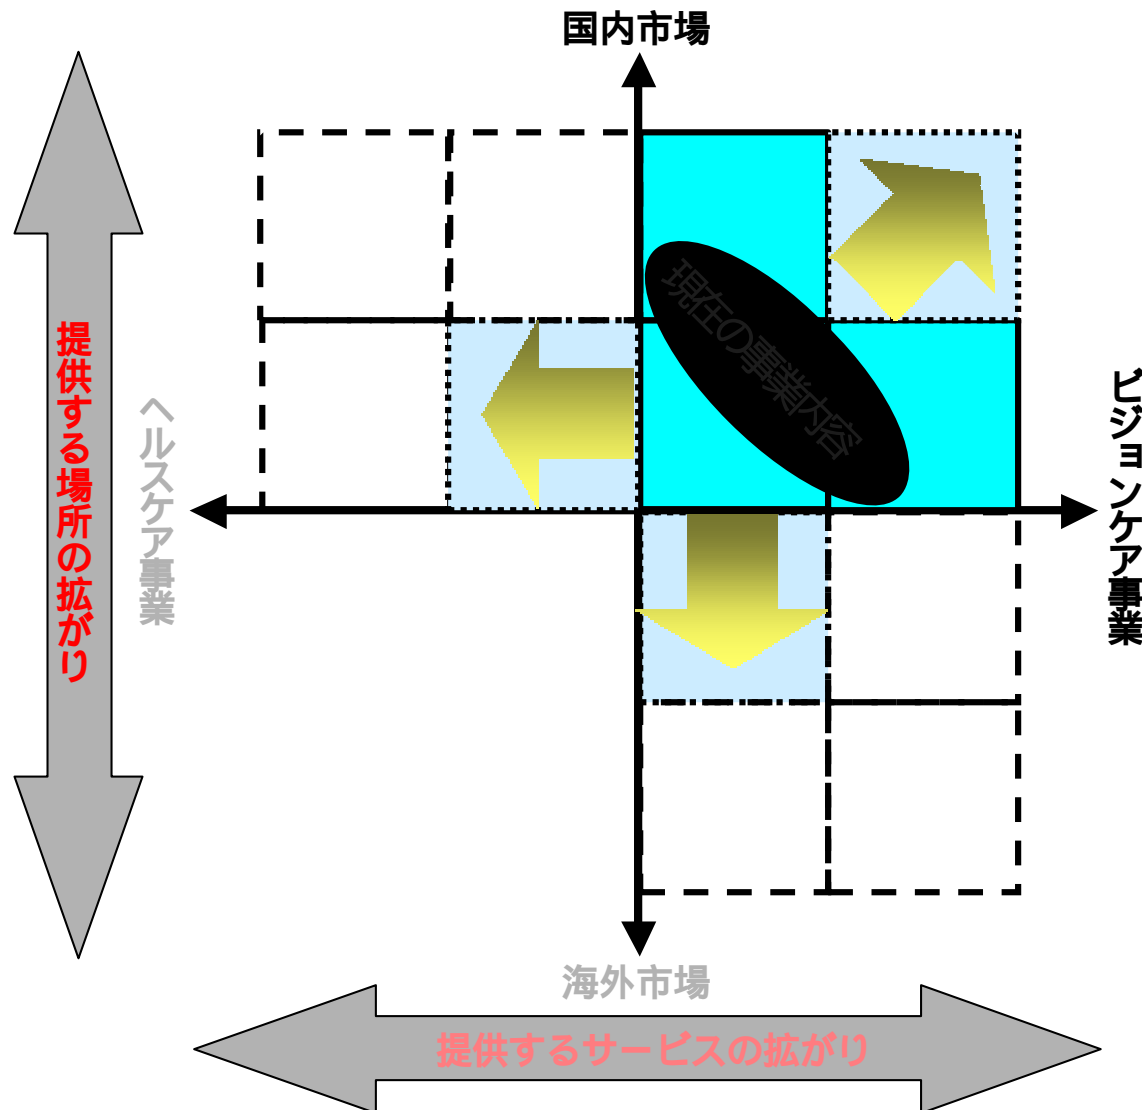 国内市場
提供する場所の拡がり
ヘルスケア事業
現在の事業内容
ビジョンケア事業
海外市場
提供するサービスの拡がり